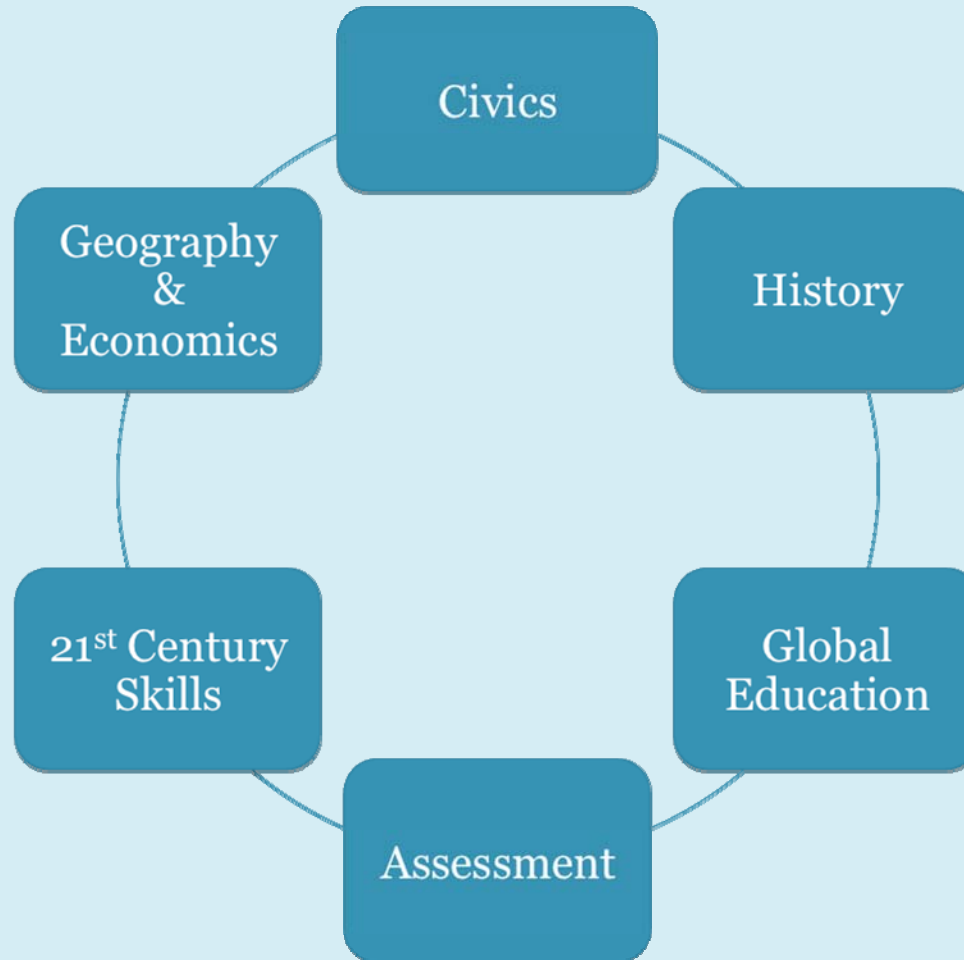 Civics
Geography
&
Economics
History
21st Century
Skills
Global
Education
Assessment